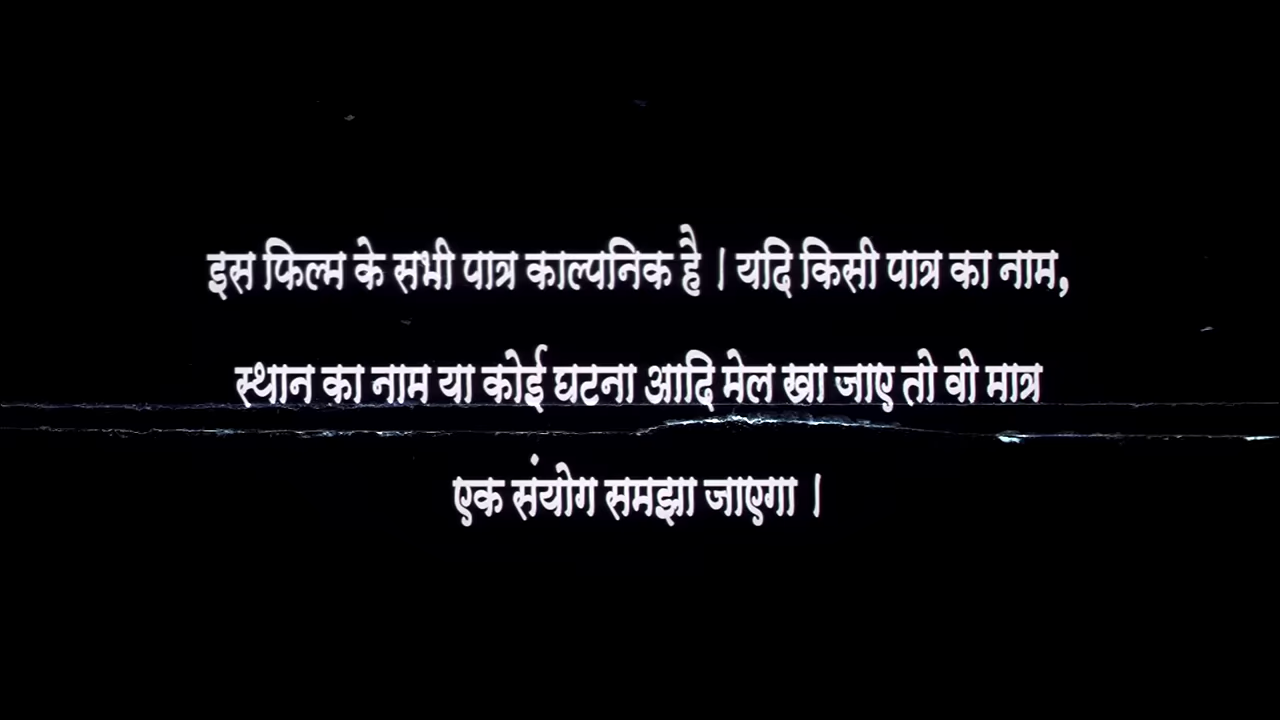 इस फिल्म के सभी पात्र काल्पनिक है | यदि किसी पात्र का नाम,
स्थान का नाम या कोई घटना आदि मेल खा जाए तो वो मात्र
एक संयोग समझा जाएगा |